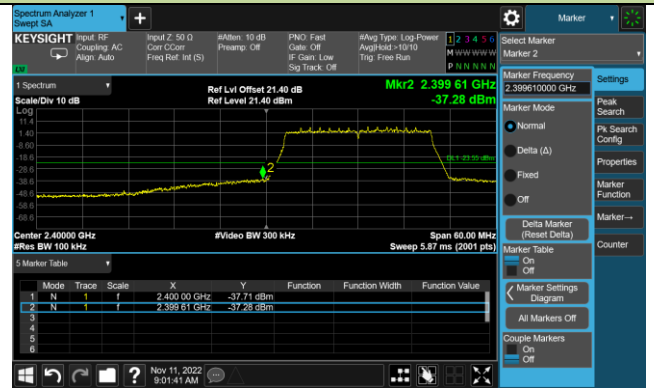 Spectrum Analyzer 1
Swept SA
+
Marker
KEYSIGHT
Input: RF
Coupling: AC
Align: Auto
Input Z: 50 Ω
Corr CCorr
Freq Ref: Int (S)
#Atten: 10 dB
Preamp: Off
PNO: Fast
Gate: Off
IF Gain: Low
Sig Track: Off
#Avg Type: Log-Power
Avg|Hold:>10/10
Trig: Free Run
1 2 3 4 5 6
M W W W W W
P N N N N N
Select Marker
Marker 2
1 Spectrum
Scale/Div 10 dB
Log
Ref Lvl Offset 21.40 dB
Ref Level 21.40 dBm
Mkr2 2.399 61 GHz
-37.28 dBm
11.4
1.40
-8.60
-18.6
-28.6
-38.6
-48.6
-58.6
-68.6
2
DL1 -23.55 dBm
Center 2.40000 GHz
#Res BW 100 kHz
#Video BW 300 kHz
Span 60.00 MHz
Sweep 5.87 ms (2001 pts)
5 Marker Table
Mode Trace Scale X Y Function Function Width Function Value
1 N 1 f 2.400 00 GHz -37.71 dBm
2 N 1 f 2.399 61 GHz -37.28 dBm
3
4
5
6
Nov 11, 2022
9:01:41 AM
Marker Frequency
2.399610000 GHz
Marker Mode
Normal
Delta (Δ)
Fixed
Off
Delta Marker
(Reset Delta)
Marker Table
On
Off
Marker Settings
Diagram
All Markers Off
Couple Markers
On
Off
Settings
Peak
Search
Pk Search
Config
Properties
Marker
Function
Marker→
Counter